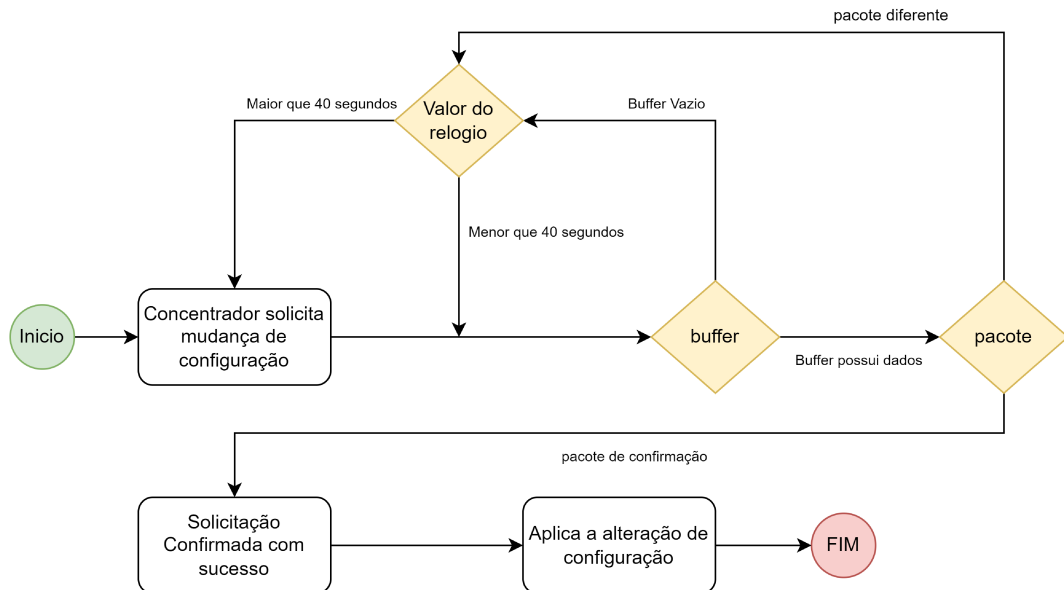 pacote diferente
Maior que 40 segundos
Valor do
relogio
Buffer Vazio
Menor que 40 segundos
Inicio
Concentrador solicita
mudança de
configuração
buffer
Buffer possui dados
pacote
pacote de confirmação
Solicitação
Confirmada com
sucesso
Aplica a alteração de
configuração
FIM